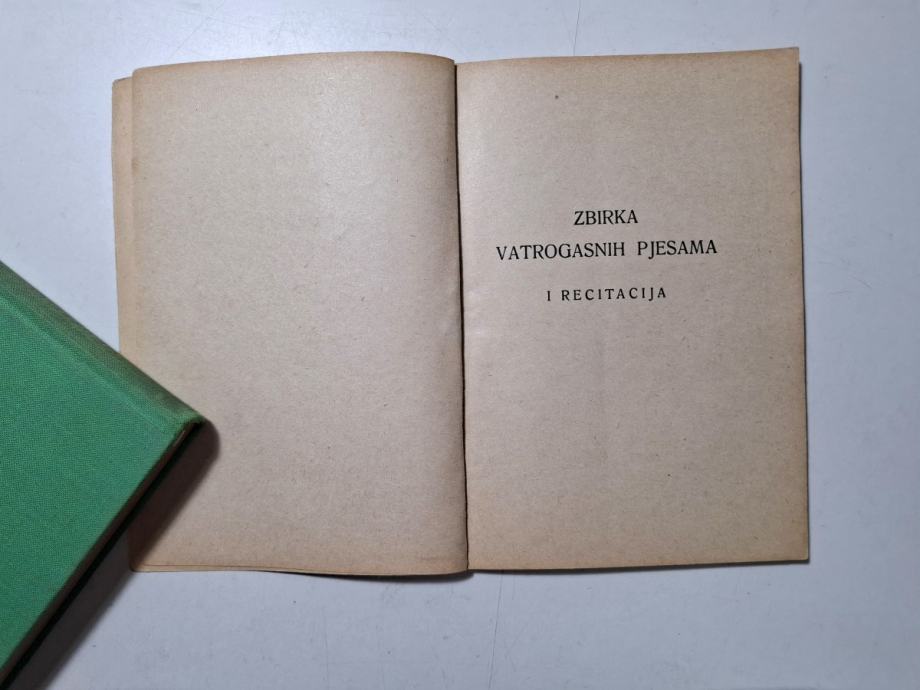 ZBIRKA
VATROGASNIH PJESAMA
I RECITACIJA